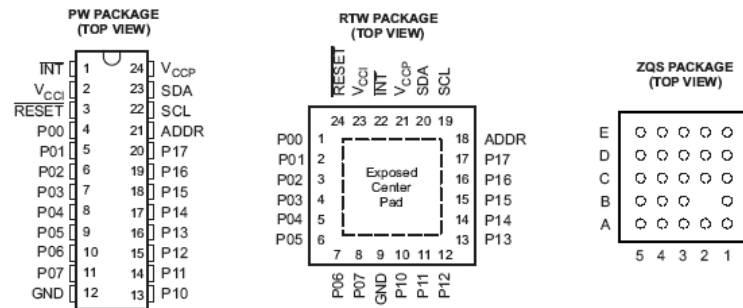 PW PACKAGE
(TOP VIEW)
INT 1 24 VCCP
VCCI 2 23 SDA
RESET 3 22 SCL
P00 4 21 ADDR
P01 5 20 P17
P02 6 19 P16
P03 7 18 P15
P04 8 17 P14
P05 9 16 P13
P06 10 15 P12
P07 11 14 P11
GND 12 13 P10
RTW PACKAGE
(TOP VIEW)
RESET VCCI INT VCCP SDA SCL
24 23 22 21 20 19
P00 1 18 ADDR
P01 2 17 P17
P02 3 16 P16
P03 4 15 P15
P04 5 14 P14
P05 6 13 P13
Exposed
Center
Pad
7 8 9 10 11 12
P06 P07 GND P10 P11 P12
ZQS PACKAGE
(TOP VIEW)
E
D
C
B
A
5 4 3 2 1